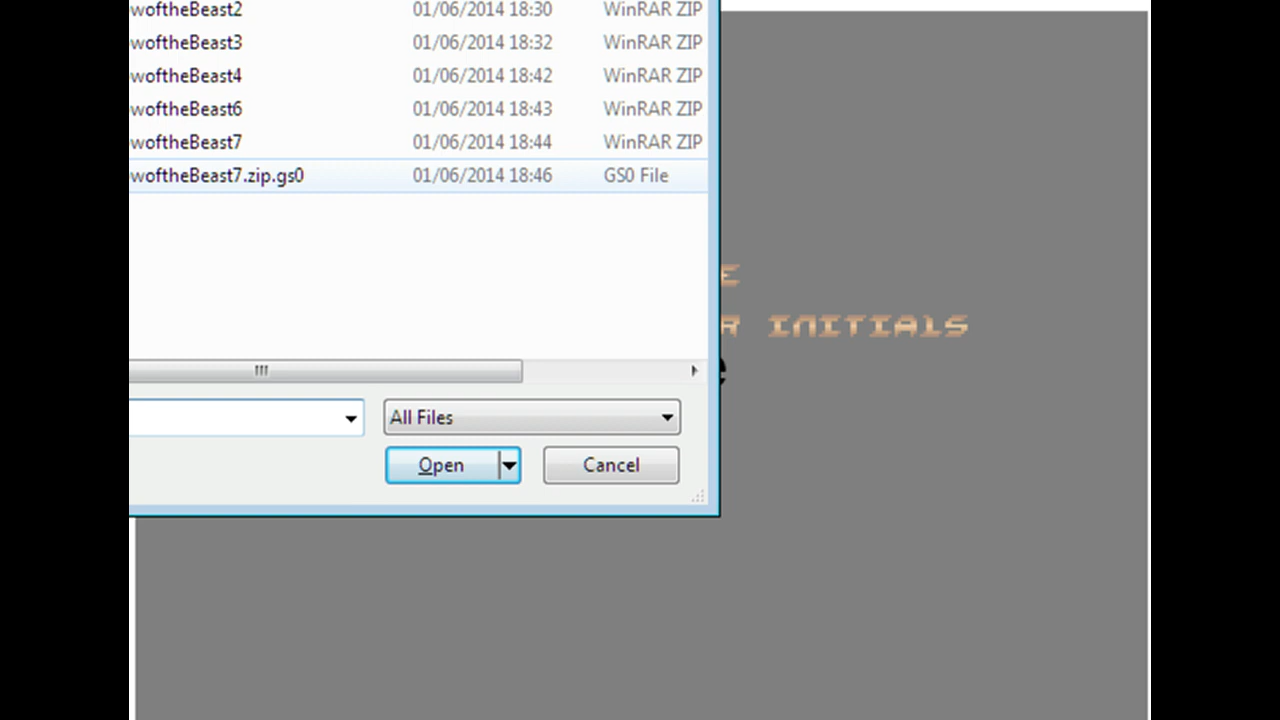 woftheBeast2 01/06/2014 18:30 WinRAR ZIP
woftheBeast3 01/06/2014 18:32 WinRAR ZIP
woftheBeast4 01/06/2014 18:42 WinRAR ZIP
woftheBeast6 01/06/2014 18:43 WinRAR ZIP
woftheBeast7 01/06/2014 18:44 WinRAR ZIP
woftheBeast7.zip.gs0 01/06/2014 18:46 GS0 File
E
R INITIALS
e
All Files
Open Cancel